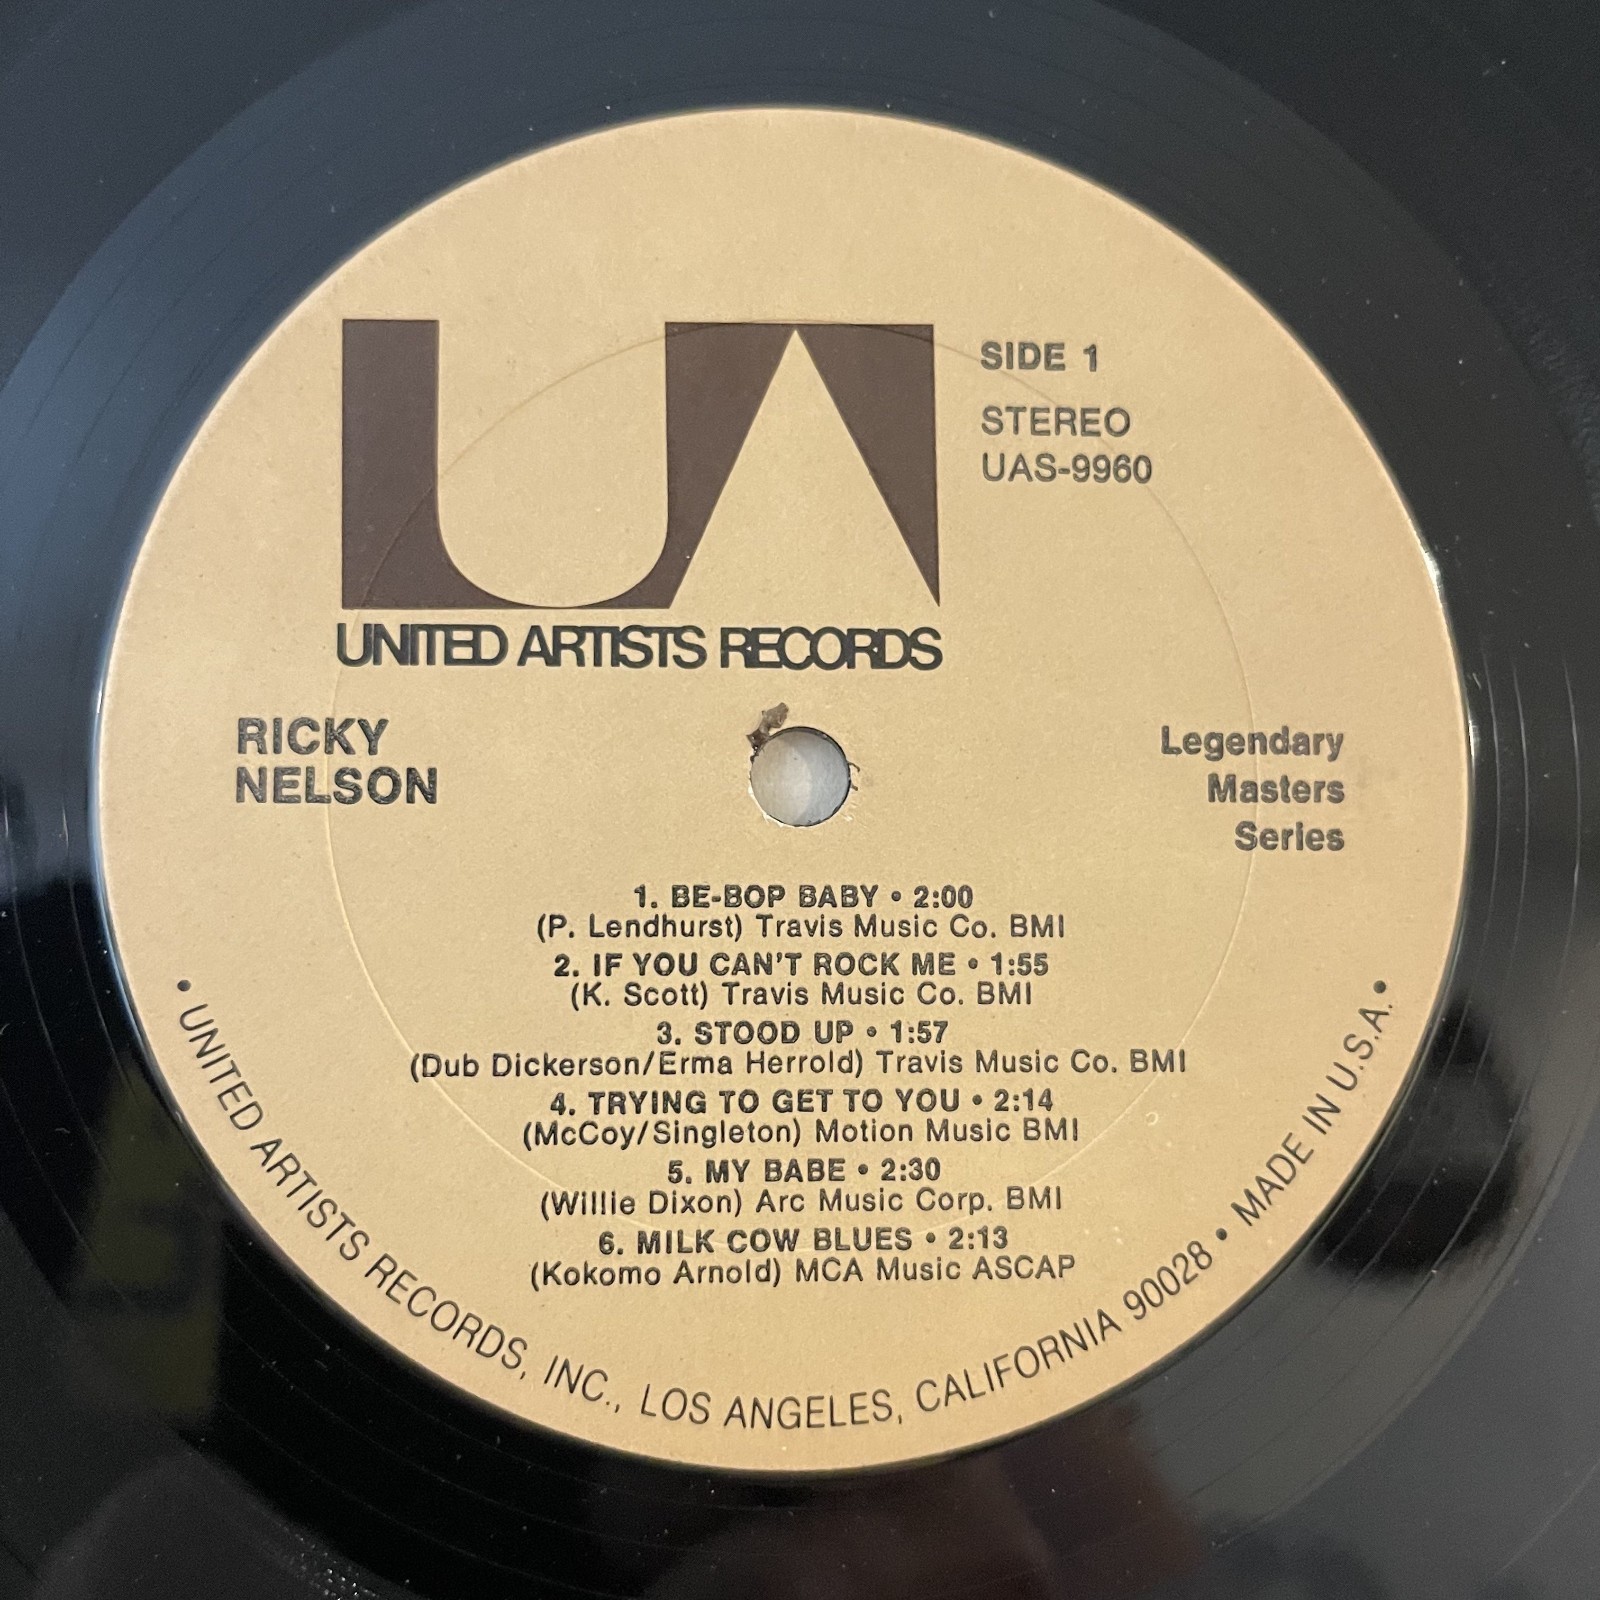 UA
UNITED ARTISTS RECORDS
SIDE 1
STEREO
UAS-9960
RICKY
NELSON
Legendary
Masters
Series
1. BE-BOP BABY • 2:00
(P. Lendhurst) Travis Music Co. BMI
2. IF YOU CAN'T ROCK ME • 1:55
(K. Scott) Travis Music Co. BMI
3. STOOD UP • 1:57
(Dub Dickerson/Erma Herrold) Travis Music Co. BMI
4. TRYING TO GET TO YOU • 2:14
(McCoy/Singleton) Motion Music BMI
5. MY BABE • 2:30
(Willie Dixon) Arc Music Corp. BMI
6. MILK COW BLUES • 2:13
(Kokomo Arnold) MCA Music ASCAP
• UNITED ARTISTS RECORDS, INC., LOS ANGELES, CALIFORNIA 90028 • MADE IN U.S.A. •